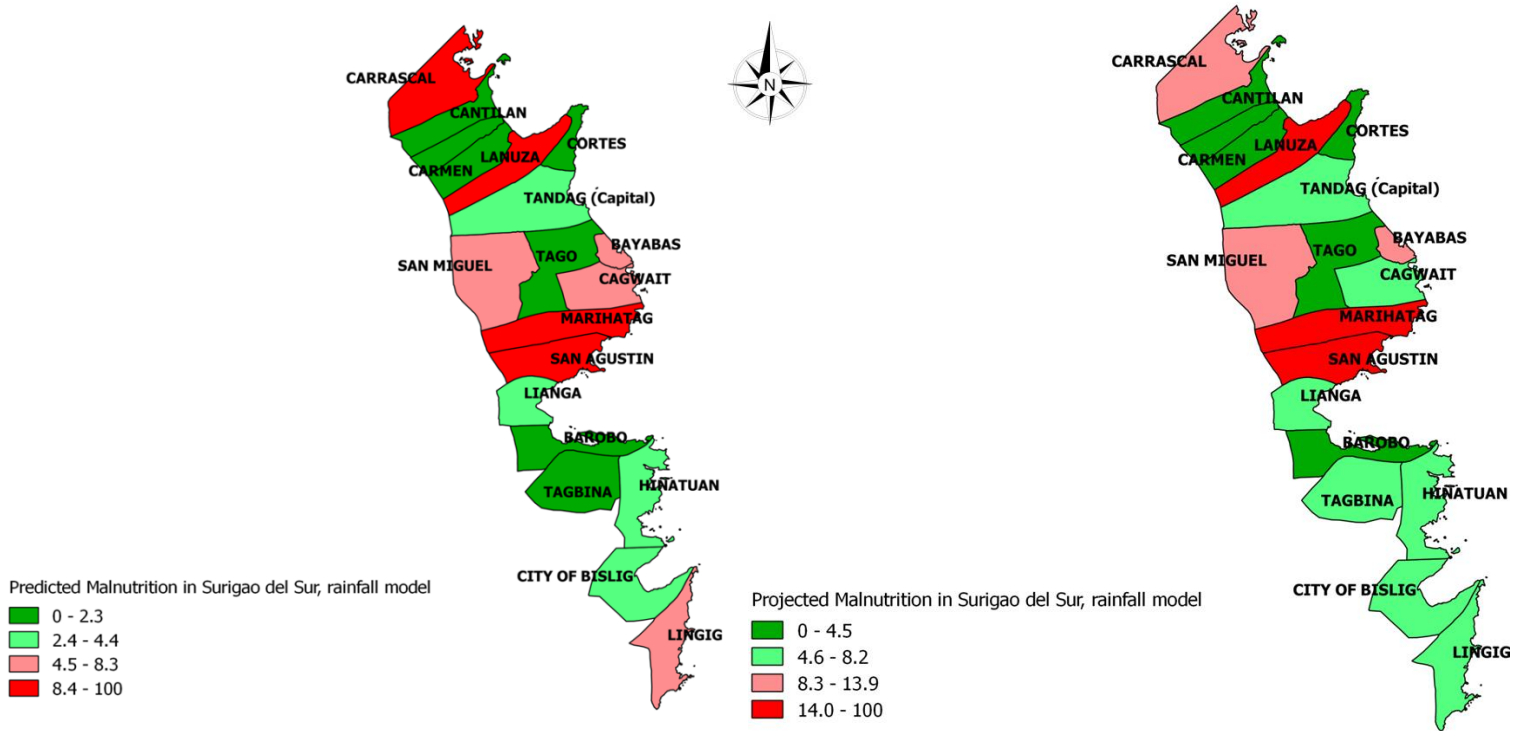 CARRASCAL
CANTILAN
CORTES
LANUZA
CARMEN
TANDAG (Capital)
BAYABAS
TAGO
SAN MIGUEL
CAGWAIT
MARIHATAG
SAN AGUSTIN
LIANGA
BAROBO
HINATUAN
TAGBINA
CITY OF BISLIG
LINGIG
Predicted Malnutrition in Surigao del Sur, rainfall model
0 - 2.3
2.4 - 4.4
4.5 - 8.3
8.4 - 100
N
CARRASCAL
CANTILAN
CORTES
LANUZA
CARMEN
TANDAG (Capital)
BAYABAS
TAGO
SAN MIGUEL
CAGWAIT
MARIHATAG
SAN AGUSTIN
LIANGA
BAROBO
HINATUAN
TAGBINA
CITY OF BISLIG
LINGIG
Projected Malnutrition in Surigao del Sur, rainfall model
0 - 4.5
4.6 - 8.2
8.3 - 13.9
14.0 - 100